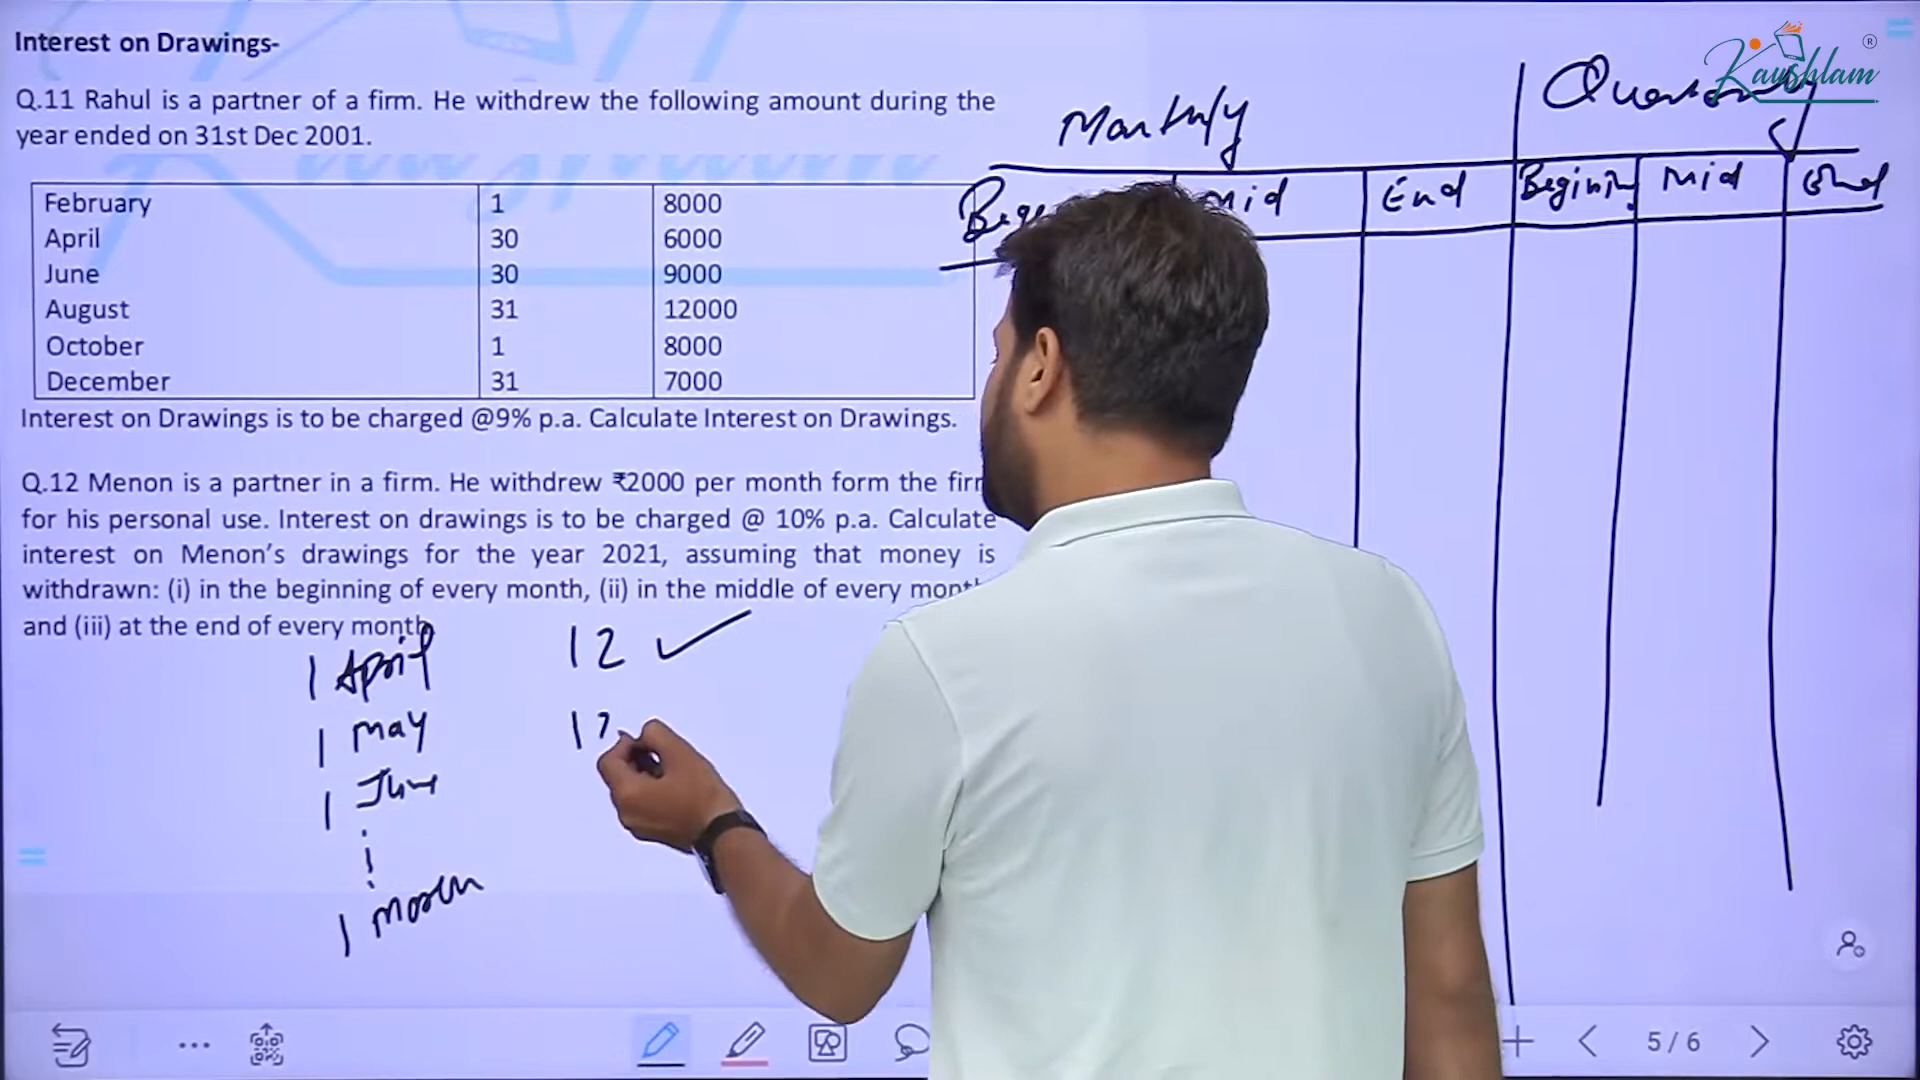 Interest on Drawings-
Q.11 Rahul is a partner of a firm. He withdrew the following amount during the
year ended on 31st Dec 2001.
February 1 8000
April 30 6000
June 30 9000
August 31 12000
October 1 8000
December 31 7000
Interest on Drawings is to be charged @9% p.a. Calculate Interest on Drawings.
Q.12 Menon is a partner in a firm. He withdrew ₹2000 per month form the fir
for his personal use. Interest on drawings is to be charged @ 10% p.a. Calculate
interest on Menon's drawings for the year 2021, assuming that money is
withdrawn: (i) in the beginning of every month, (ii) in the middle of every mont
and (iii) at the end of every month
1 April 12 ✓
1 May
1 June
1 March
Monthly
Mid End Begining Mid End
Kaushlam ®
5/6